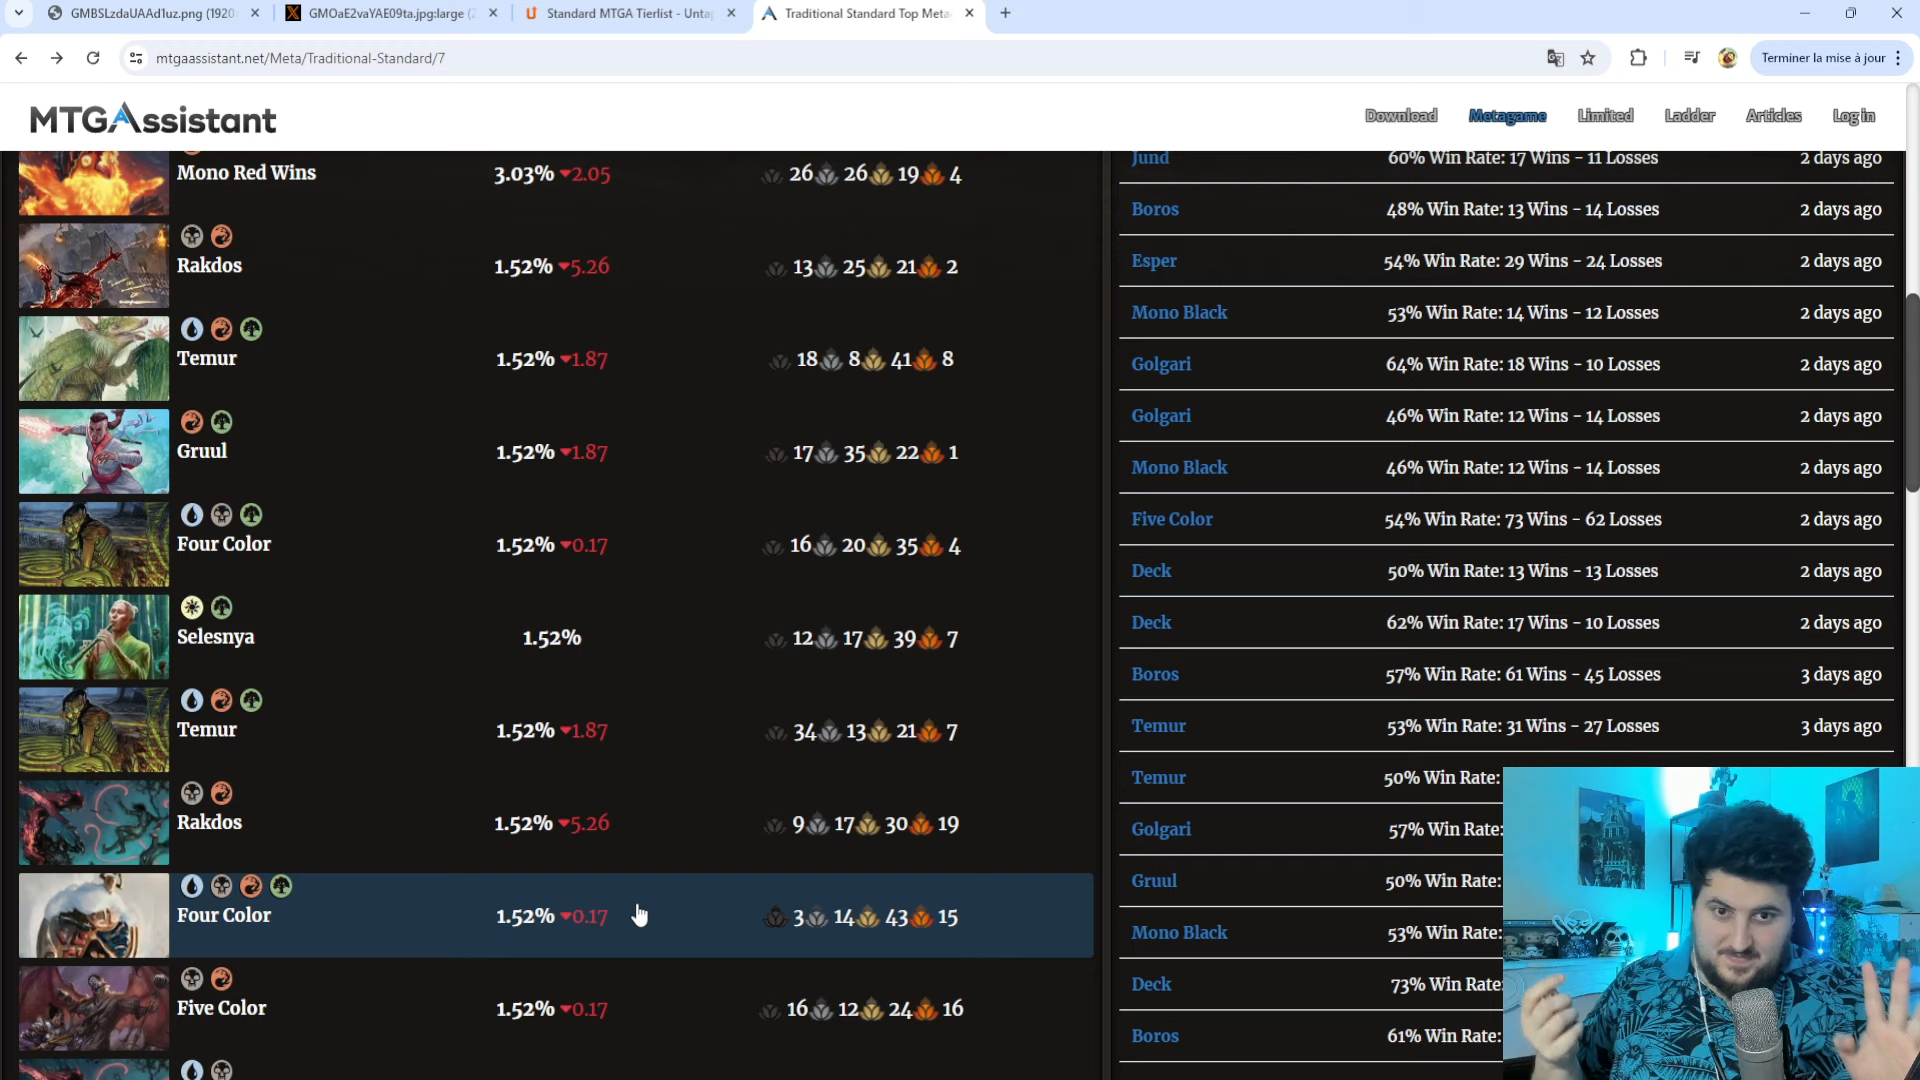 GMBSLzdaUAAd1uz.png (1920
GMOaE2vaYAE09ta.jpg:large (
Standard MTGA Tierlist - Untap
Traditional Standard Top Meta
mtgaassistant.net/Meta/Traditional-Standard/7
Terminer la mise à jour
MTGAssistant
Download
Metagame
Limited
Ladder
Articles
Log in
Mono Red Wins 3.03% ▾2.05 26 26 19 4
Rakdos 1.52% ▾5.26 13 25 21 2
Temur 1.52% ▾1.87 18 8 41 8
Gruul 1.52% ▾1.87 17 35 22 1
Four Color 1.52% ▾0.17 16 20 35 4
Selesnya 1.52% 12 17 39 7
Temur 1.52% ▾1.87 34 13 21 7
Rakdos 1.52% ▾5.26 9 17 30 19
Four Color 1.52% ▾0.17 3 14 43 15
Five Color 1.52% ▾0.17 16 12 24 16
Jund 60% Win Rate: 17 Wins - 11 Losses 2 days ago
Boros 48% Win Rate: 13 Wins - 14 Losses 2 days ago
Esper 54% Win Rate: 29 Wins - 24 Losses 2 days ago
Mono Black 53% Win Rate: 14 Wins - 12 Losses 2 days ago
Golgari 64% Win Rate: 18 Wins - 10 Losses 2 days ago
Golgari 46% Win Rate: 12 Wins - 14 Losses 2 days ago
Mono Black 46% Win Rate: 12 Wins - 14 Losses 2 days ago
Five Color 54% Win Rate: 73 Wins - 62 Losses 2 days ago
Deck 50% Win Rate: 13 Wins - 13 Losses 2 days ago
Deck 62% Win Rate: 17 Wins - 10 Losses 2 days ago
Boros 57% Win Rate: 61 Wins - 45 Losses 3 days ago
Temur 53% Win Rate: 31 Wins - 27 Losses 3 days ago
Temur 50% Win Rate:
Golgari 57% Win Rate:
Gruul 50% Win Rate:
Mono Black 53% Win Rate:
Deck 73% Win Rate:
Boros 61% Win Rate: